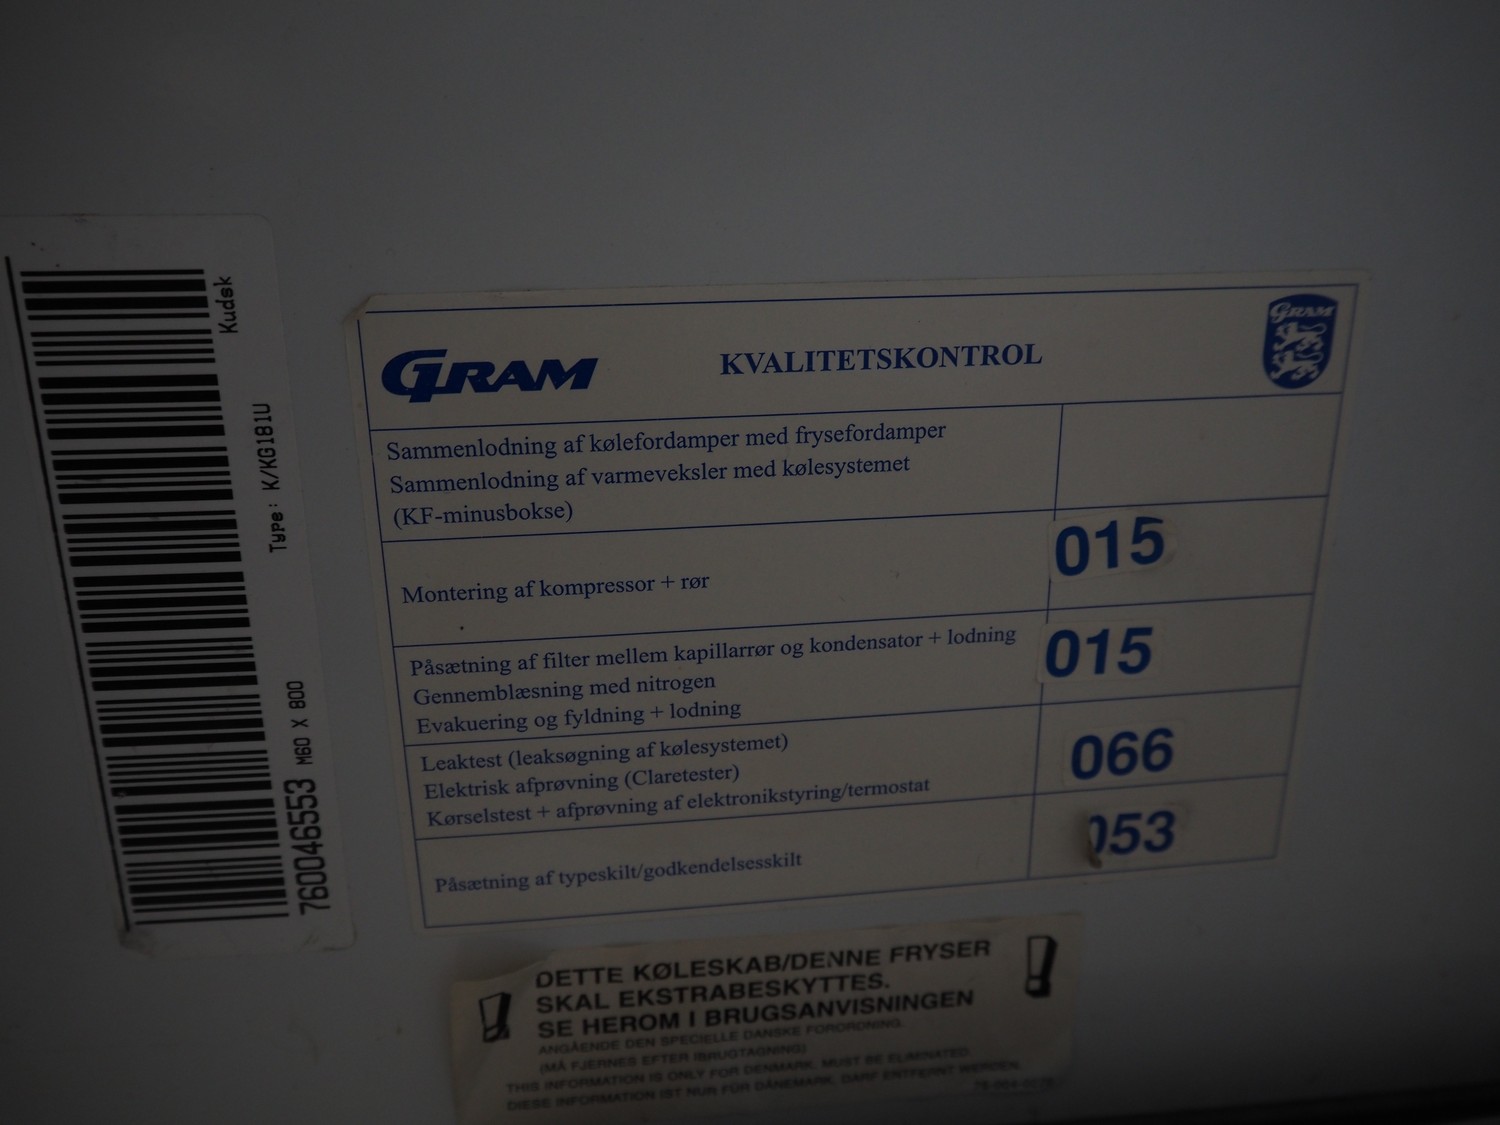 Kudsk
Type: K/KG181U
76046553 M60 X 800
GRAM
KVALITETSKONTROL
GRAM
Sammenlodning af kølefordamper med frysefordamper
Sammenlodning af varmeveksler med kølesystemet
(KF-minusbokse)
Montering af kompressor + rør
015
Påsætning af filter mellem kapillarrør og kondensator + lodning
Gennemblæsning med nitrogen
Evakuering og fyldning + lodning
015
Leaktest (leaksøgning af kølesystemet)
Elektrisk afprøvning (Claretester)
Kørselstest + afprøvning af elektronikstyring/termostat
066
Påsætning af typeskilt/godkendelsesskilt
053
! DETTE KØLESKAB/DENNE FRYSER !
SKAL EKSTRABESKYTTES.
SE HEROM I BRUGSANVISNINGEN
ANGÅENDE DEN SPECIELLE DANSKE FORORDNING.
(MÅ FJERNES EFTER IBRUGTAGNING)
THIS INFORMATION IS ONLY FOR DENMARK, MUST BE ELIMINATED.
DIESE INFORMATION IST NUR FÜR DÄNEMARK, DARF ENTFERNT WERDEN.